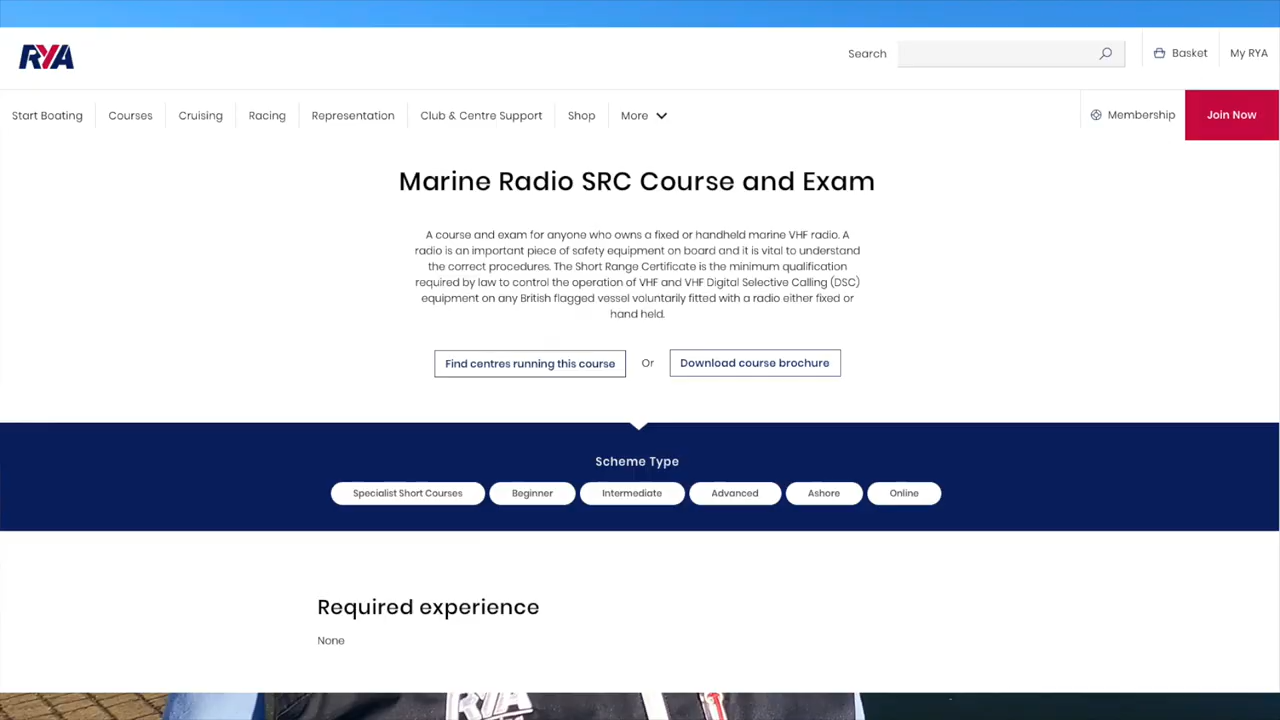 RYA
Search
Basket
My RYA
Start Boating
Courses
Cruising
Racing
Representation
Club & Centre Support
Shop
More
Membership
Join Now
Marine Radio SRC Course and Exam
A course and exam for anyone who owns a fixed or handheld marine VHF radio. A
radio is an important piece of safety equipment on board and it is vital to understand
the correct procedures. The Short Range Certificate is the minimum qualification
required by law to control the operation of VHF and VHF Digital Selective Calling (DSC)
equipment on any British flagged vessel voluntarily fitted with a radio either fixed or
hand held.
Find centres running this course
Or
Download course brochure
Scheme Type
Specialist Short Courses
Beginner
Intermediate
Advanced
Ashore
Online
Required experience
None
RYA